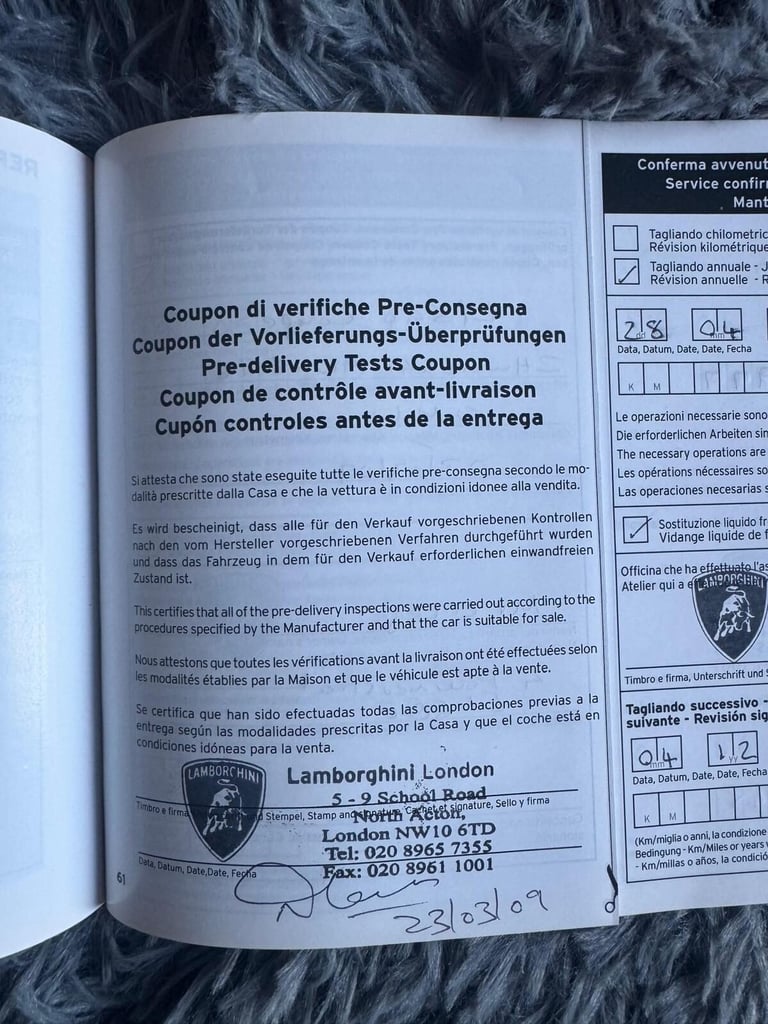 Coupon di verifiche Pre-Consegna
Coupon der Vorlieferungs-Überprüfungen
Pre-delivery Tests Coupon
Coupon de contrôle avant-livraison
Cupón controles antes de la entrega
Si attesta che sono state eseguite tutte le verifiche pre-consegna secondo le mo-
dalità prescritte dalla Casa e che la vettura è in condizioni idonee alla vendita.
Es wird bescheinigt, dass alle für den Verkauf vorgeschriebenen Kontrollen
nach den vom Hersteller vorgeschriebenen Verfahren durchgeführt wurden
und dass das Fahrzeug in dem für den Verkauf erforderlichen einwandfreien
Zustand ist.
This certifies that all of the pre-delivery inspections were carried out according to the
procedures specified by the Manufacturer and that the car is suitable for sale.
Nous attestons que toutes les vérifications avant la livraison ont été effectuées selon
les modalités établies par la Maison et que le véhicule est apte à la vente.
Se certifica que han sido efectuadas todas las comprobaciones previas a la
entrega según las modalidades prescritas por la Casa y que el coche está en
condiciones idóneas para la venta.
LAMBORGHINI
Lamborghini London
5 - 9 School Road
Timbro e firma Stempel, Stamp and signature, Cachet et signature, Sello y firma
North Acton,
London NW10 6TD
Tel: 020 8965 7355
Data, Datum, Date, Date, Fecha
Fax: 020 8961 1001
23/03/09
61
Conferma avvenut
Service confir
Mant
Tagliando chilometric
Révision kilométrique
Tagliando annuale - J
Révision annuelle - R
28 04
dd mm
Data, Datum, Date, Date, Fecha
K M
Le operazioni necessarie sono
Die erforderlichen Arbeiten sin
The necessary operations are
Les opérations nécessaires so
Las operaciones necesarias s
Sostituzione liquido fr
Vidange liquide de f
Officina che ha effettuato l'as
Atelier qui a e
LAMBORGHINI
Timbro e firma, Unterschrift und S
Tagliando successivo -
suivante - Revisión sig
04 12
mm yy
Data, Datum, Date, Date, Fecha
K M
(Km/miglia o anni, la condizione
Bedingung - Km/Miles or years w
- Km/millas o años, la condició